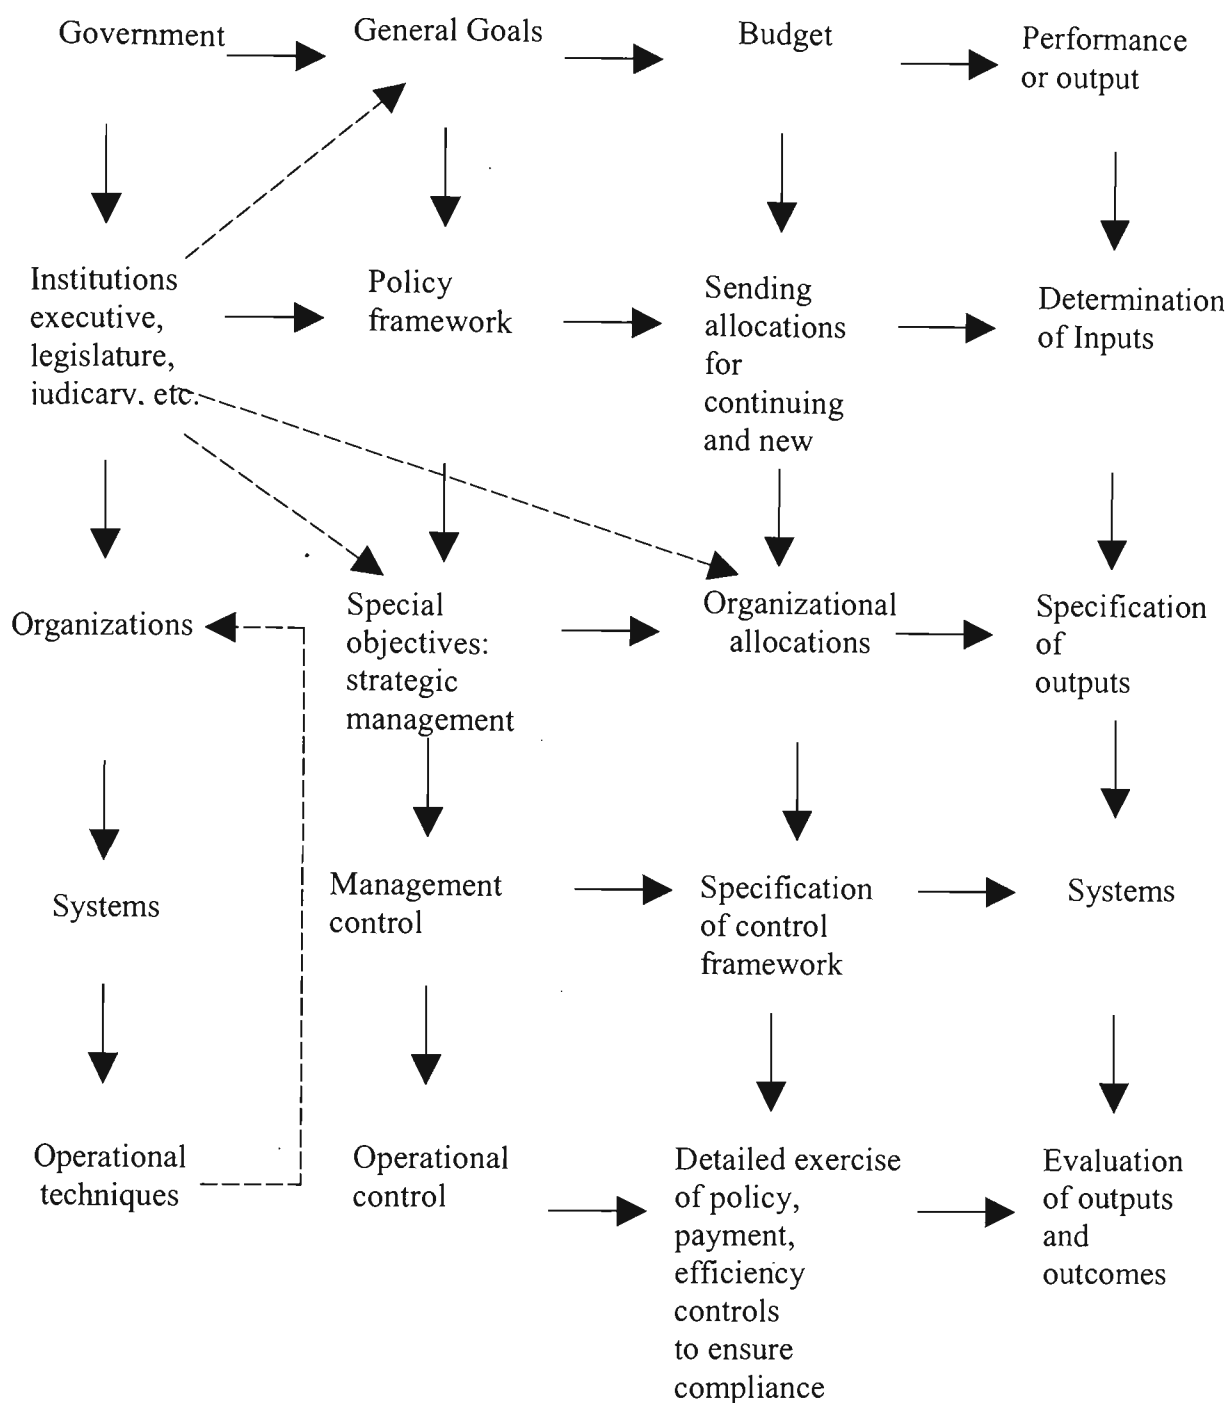 Government
General Goals
Budget
Performance
or output
Institutions
executive,
legislature,
judicary, etc.
Policy
framework
Sending
allocations
for
continuing
and new
Determination
of Inputs
Organizations
Special
objectives:
strategic
management
Organizational
allocations
Specification
of
outputs
Systems
Management
control
Specification
of control
framework
Systems
Operational
techniques
Operational
control
Detailed exercise
of policy,
payment,
efficiency
controls
to ensure
compliance
Evaluation
of outputs
and
outcomes